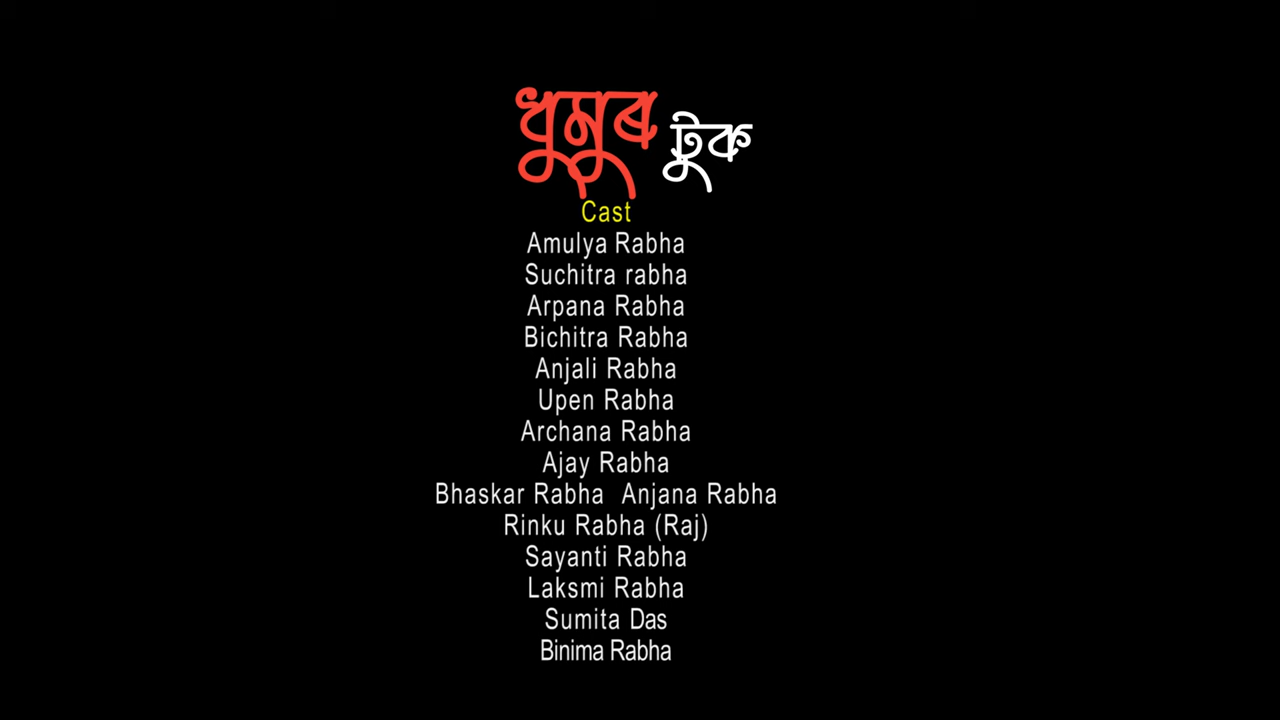 ধুমুৰ টুক
Cast
Amulya Rabha
Suchitra rabha
Arpana Rabha
Bichitra Rabha
Anjali Rabha
Upen Rabha
Archana Rabha
Ajay Rabha
Bhaskar Rabha Anjana Rabha
Rinku Rabha (Raj)
Sayanti Rabha
Laksmi Rabha
Sumita Das
Binima Rabha